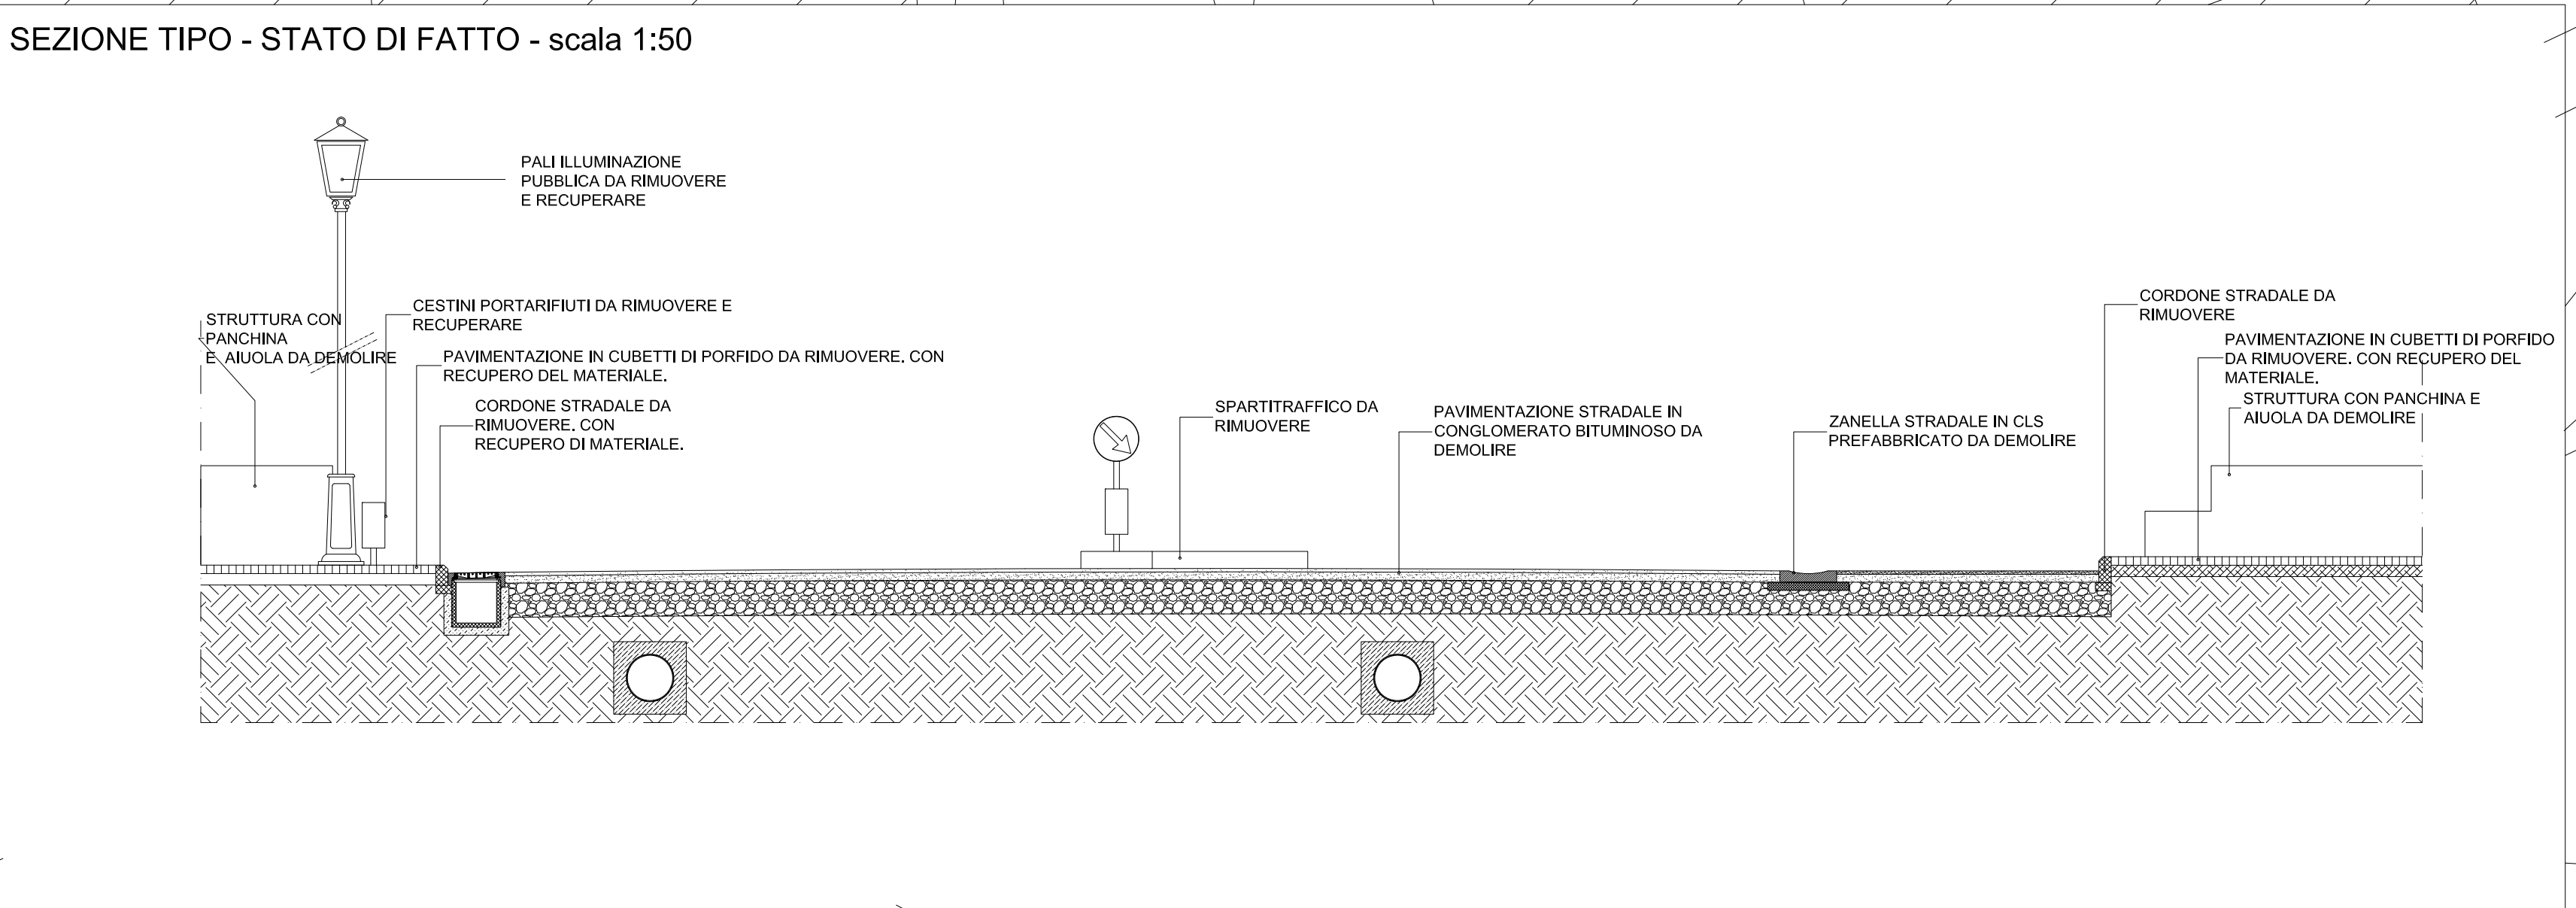 SEZIONE TIPO - STATO DI FATTO - scala 1:50
PALI ILLUMINAZIONE
PUBBLICA DA RIMUOVERE
E RECUPERARE
CESTINI PORTARIFIUTI DA RIMUOVERE E
RECUPERARE
STRUTTURA CON
PANCHINA
E  AIUOLA DA DEMOLIRE
PAVIMENTAZIONE IN CUBETTI DI PORFIDO DA RIMUOVERE. CON
RECUPERO DEL MATERIALE.
CORDONE STRADALE DA
RIMUOVERE. CON
RECUPERO DI MATERIALE.
SPARTITRAFFICO DA
RIMUOVERE
PAVIMENTAZIONE STRADALE IN
CONGLOMERATO BITUMINOSO DA
DEMOLIRE
ZANELLA STRADALE IN CLS
PREFABBRICATO DA DEMOLIRE
CORDONE STRADALE DA
RIMUOVERE
PAVIMENTAZIONE IN CUBETTI DI PORFIDO
DA RIMUOVERE. CON RECUPERO DEL
MATERIALE.
STRUTTURA CON PANCHINA E
AIUOLA DA DEMOLIRE